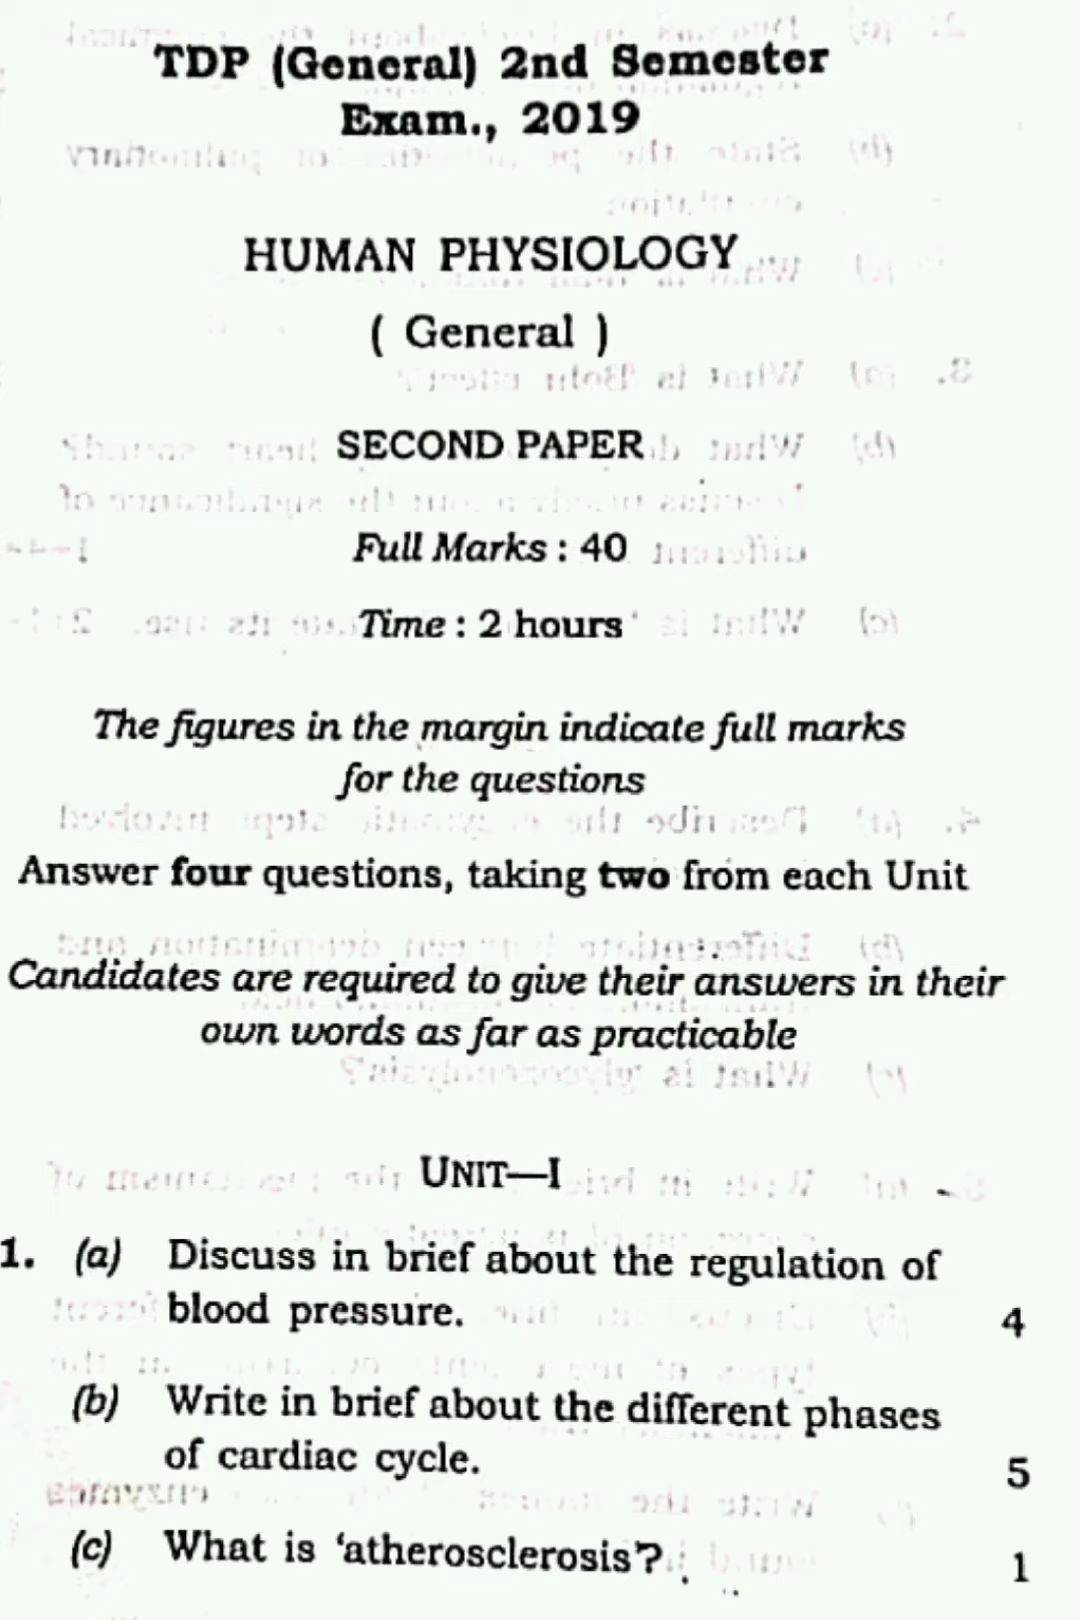 TDP (General) 2nd Semester
Exam., 2019
HUMAN PHYSIOLOGY
( General )
SECOND PAPER
Full Marks : 40
Time : 2 hours
The figures in the margin indicate full marks
for the questions
Answer four questions, taking two from each Unit
Candidates are required to give their answers in their
own words as far as practicable
UNIT—I
1. (a) Discuss in brief about the regulation of
blood pressure. 4
(b) Write in brief about the different phases
of cardiac cycle. 5
(c) What is ‘atherosclerosis’? 1